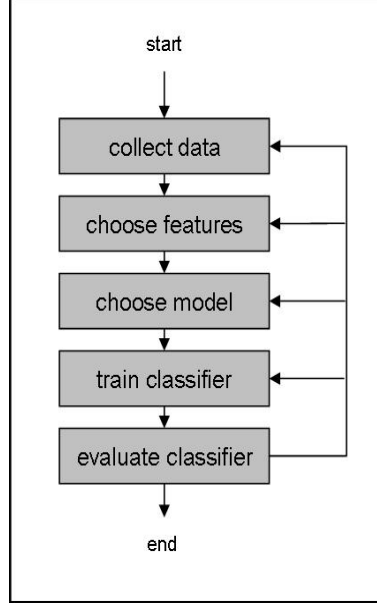 start
collect data
choose features
choose model
train classifier
evaluate classifier
end